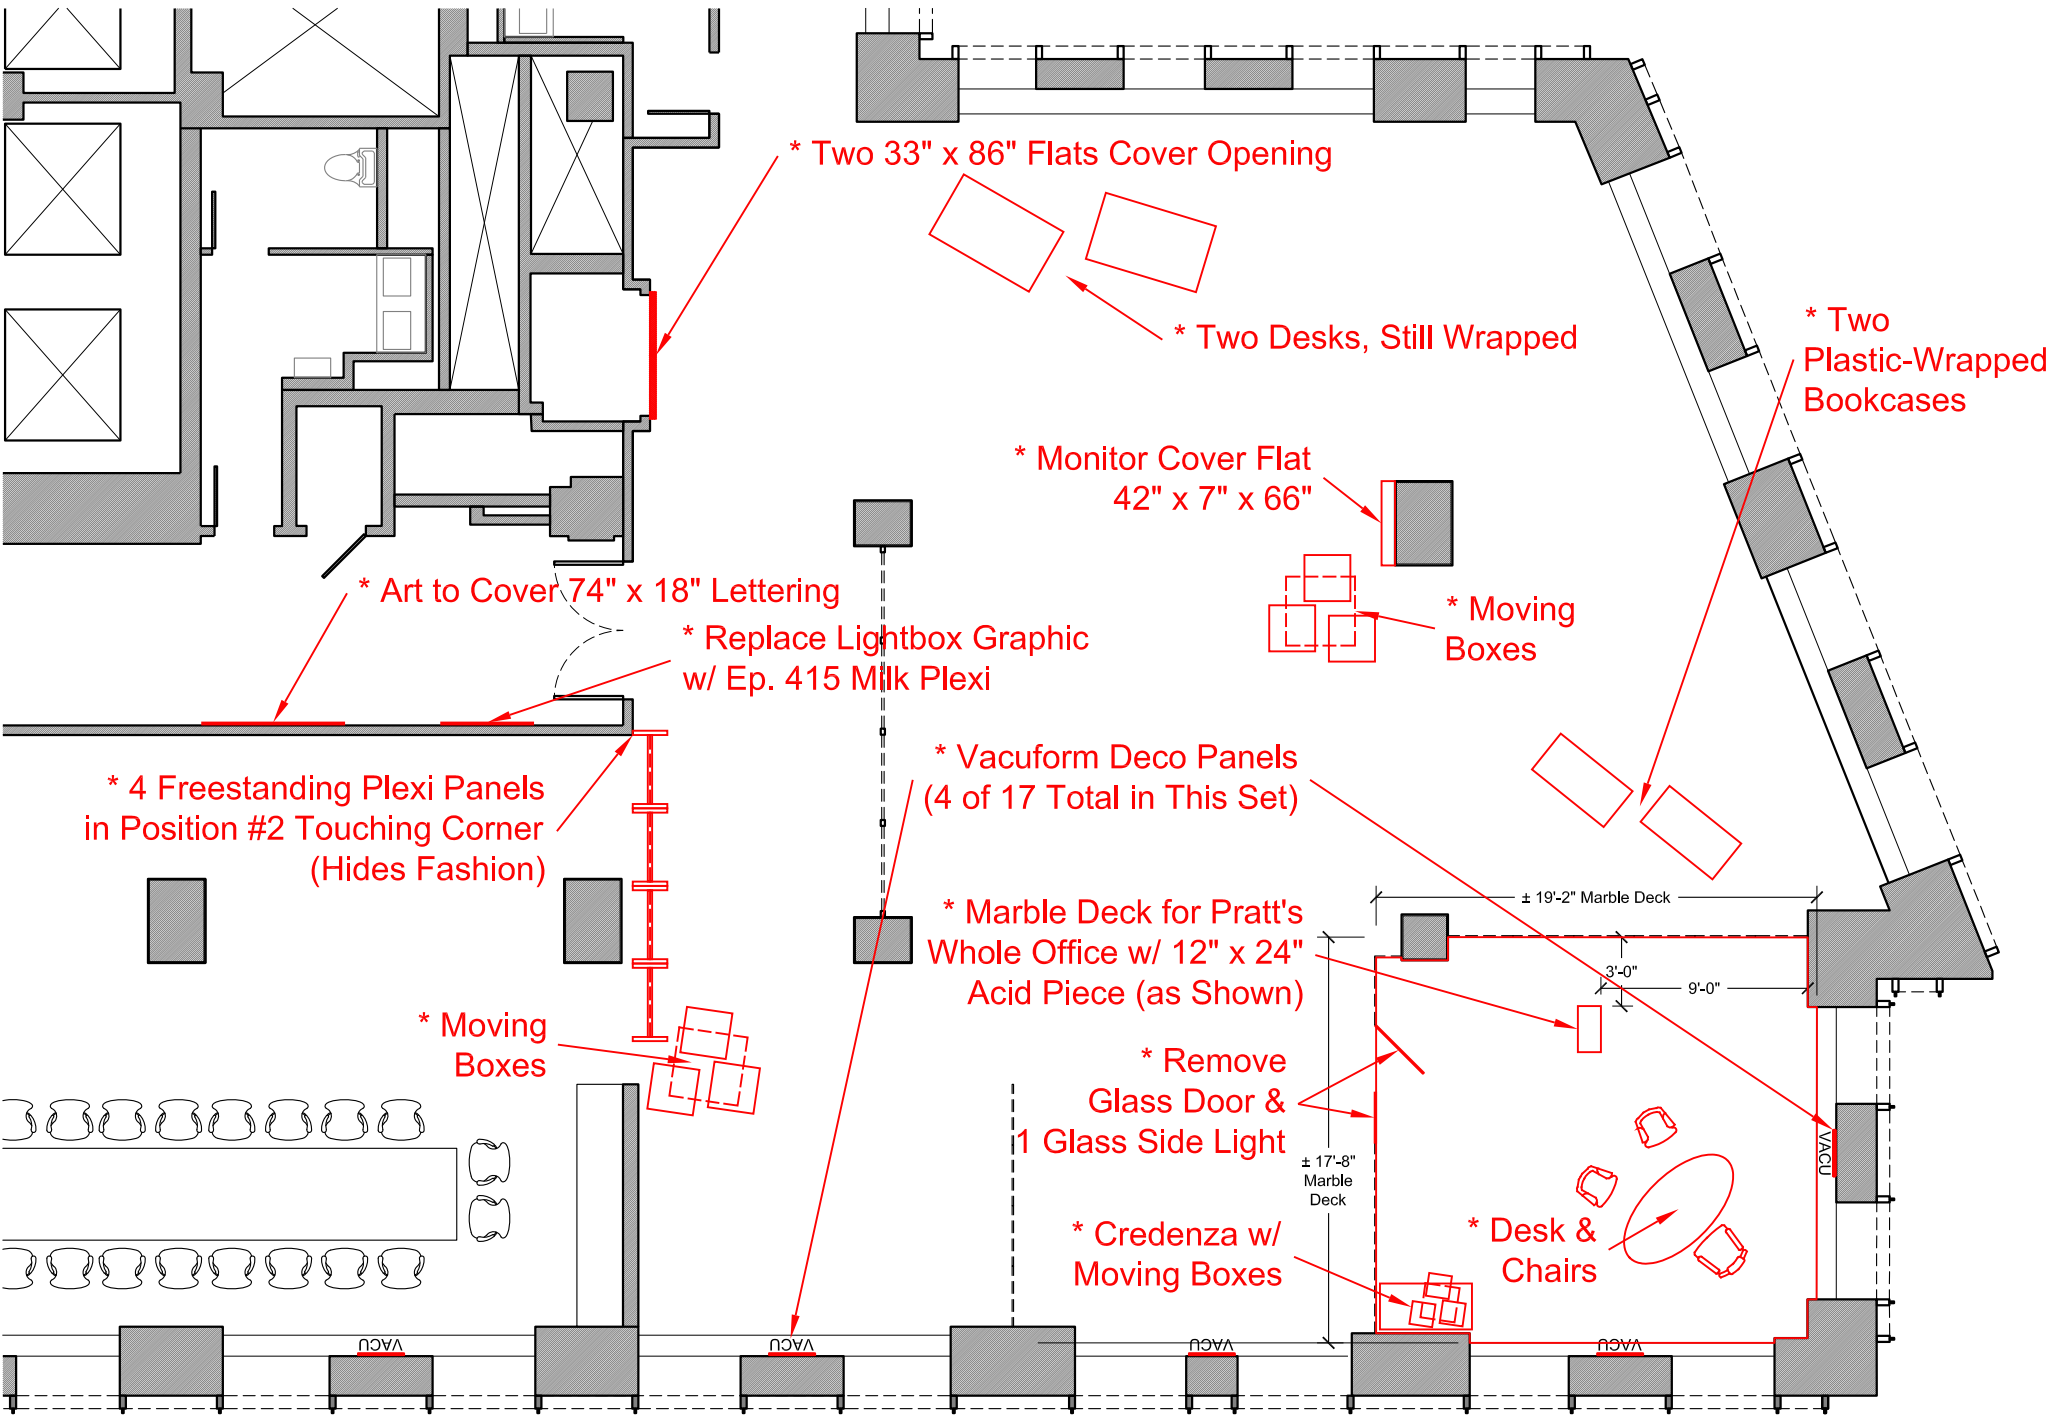 * Two 33" x 86" Flats Cover Opening
* Two Desks, Still Wrapped
* Two
Plastic-Wrapped
Bookcases
* Monitor Cover Flat
42" x 7" x 66"
* Art to Cover 74" x 18" Lettering
* Moving
Boxes
* Replace Lightbox Graphic
w/ Ep. 415 Milk Plexi
* 4 Freestanding Plexi Panels
in Position #2 Touching Corner
(Hides Fashion)
* Vacuform Deco Panels
(4 of 17 Total in This Set)
± 19'-2" Marble Deck
* Marble Deck for Pratt's
Whole Office w/ 12" x 24"
Acid Piece (as Shown)
3'-0"
9'-0"
* Moving
Boxes
* Remove
Glass Door &
1 Glass Side Light
± 17'-8"
Marble
Deck
VACU
* Credenza w/
Moving Boxes
* Desk &
Chairs
VACU
VACU
VACU
VACU